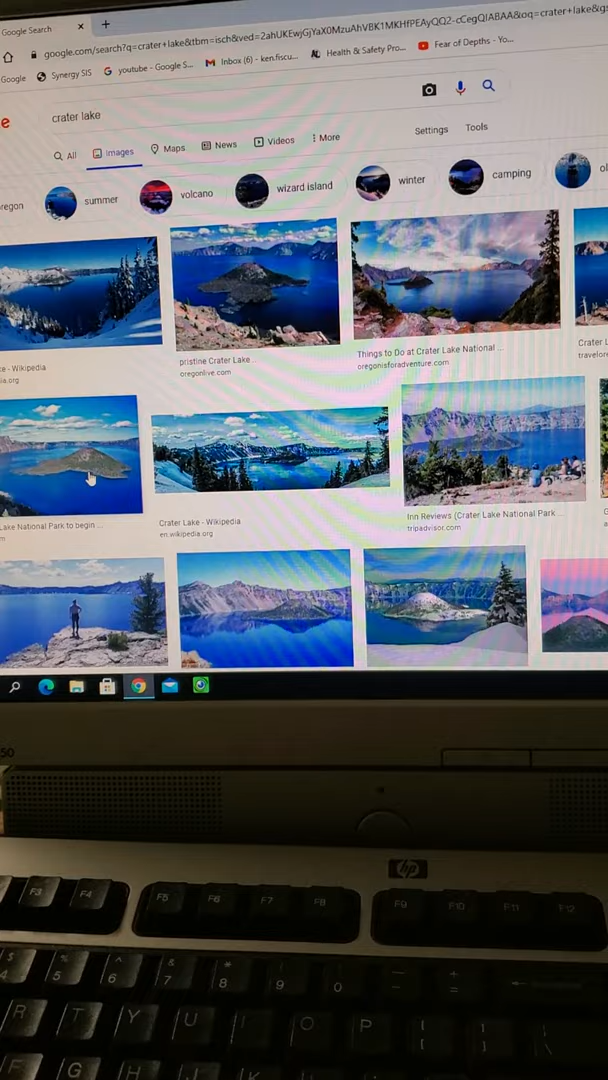 Google Search
google.com/search?q=crater+lake&tbm=isch&ved=2ahUKEwjGjYaX0MzuAhVBK1MKHfPEAyQQ2-cCegQIABAA&oq=crater+lake&gs
Google
Synergy SIS
youtube - Google S...
Inbox (6) - ken.fiscu...
Health & Safety Pro...
Fear of Depths - Yo...
e
crater lake
All
Images
Maps
News
Videos
More
Settings
Tools
regon
summer
volcano
wizard island
winter
camping
ol
e - Wikipedia
ia.org
pristine Crater Lake ...
oregonlive.com
Things to Do at Crater Lake National ...
oregonisforadventure.com
Crater L
travelore
Lake National Park to begin ...
m
Crater Lake - Wikipedia
en.wikipedia.org
Inn Reviews (Crater Lake National Park ...
tripadvisor.com
G
a
50
hp
F3 F4 F5 F6 F7 F8 F9 F10 F11 F12
$ % ^ & * ( ) — +
4 5 6 7 8 9 0 - =
R T Y U I O P [ ] \
F G H J K L